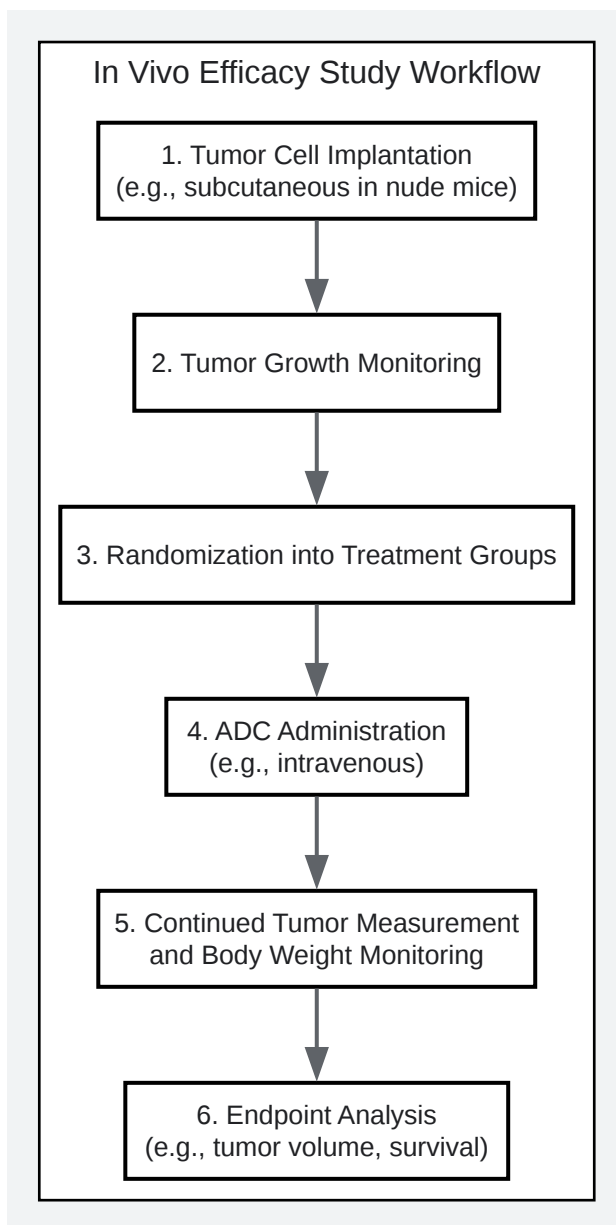 In Vivo Efficacy Study Workflow
1. Tumor Cell Implantation
(e.g., subcutaneous in nude mice)
2. Tumor Growth Monitoring
3. Randomization into Treatment Groups
4. ADC Administration
(e.g., intravenous)
5. Continued Tumor Measurement
and Body Weight Monitoring
6. Endpoint Analysis
(e.g., tumor volume, survival)